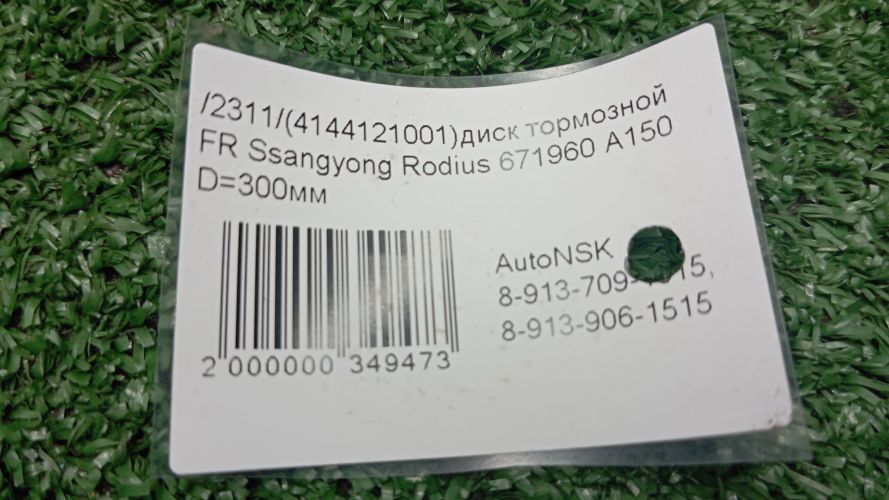 /2311/(4144121001)диск тормозной
FR Ssangyong Rodius 671960 A150
D=300мм
AutoNSK
8-913-906-1515
2 000000 349473